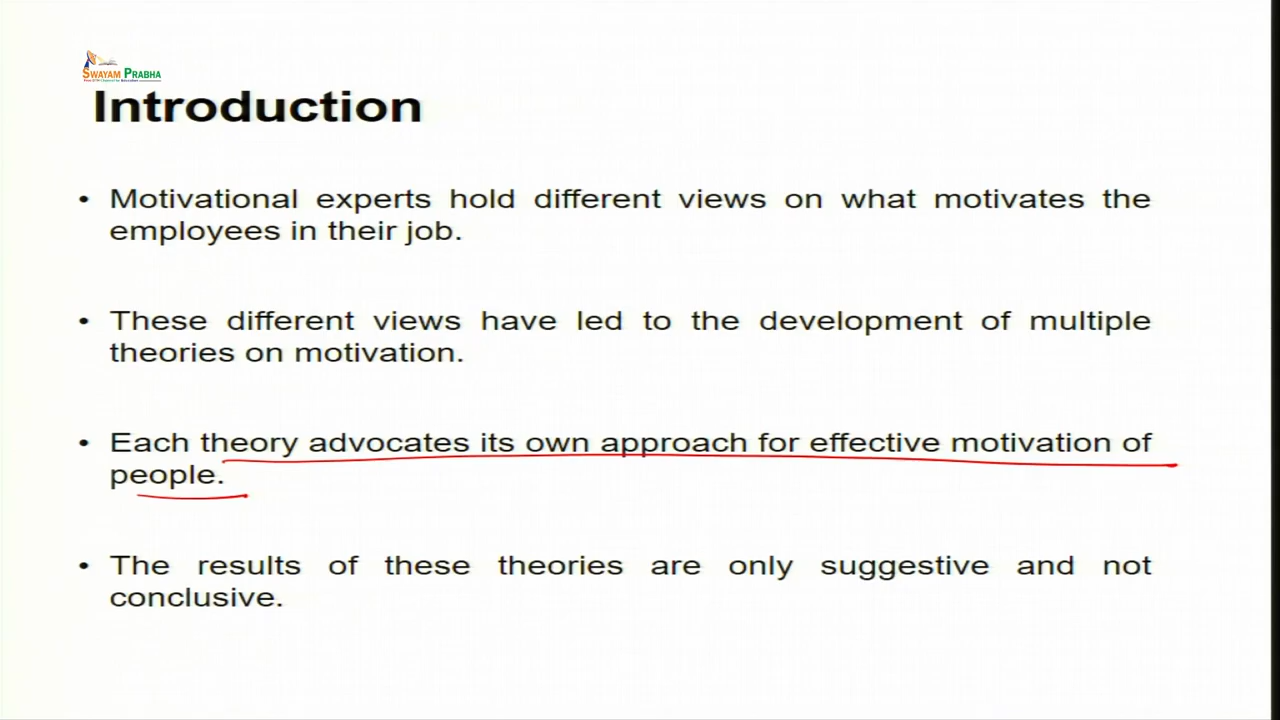 SWAYAM PRABHA
Introduction
• Motivational experts hold different views on what motivates the
employees in their job.
• These different views have led to the development of multiple
theories on motivation.
• Each theory advocates its own approach for effective motivation of
people.
• The results of these theories are only suggestive and not
conclusive.